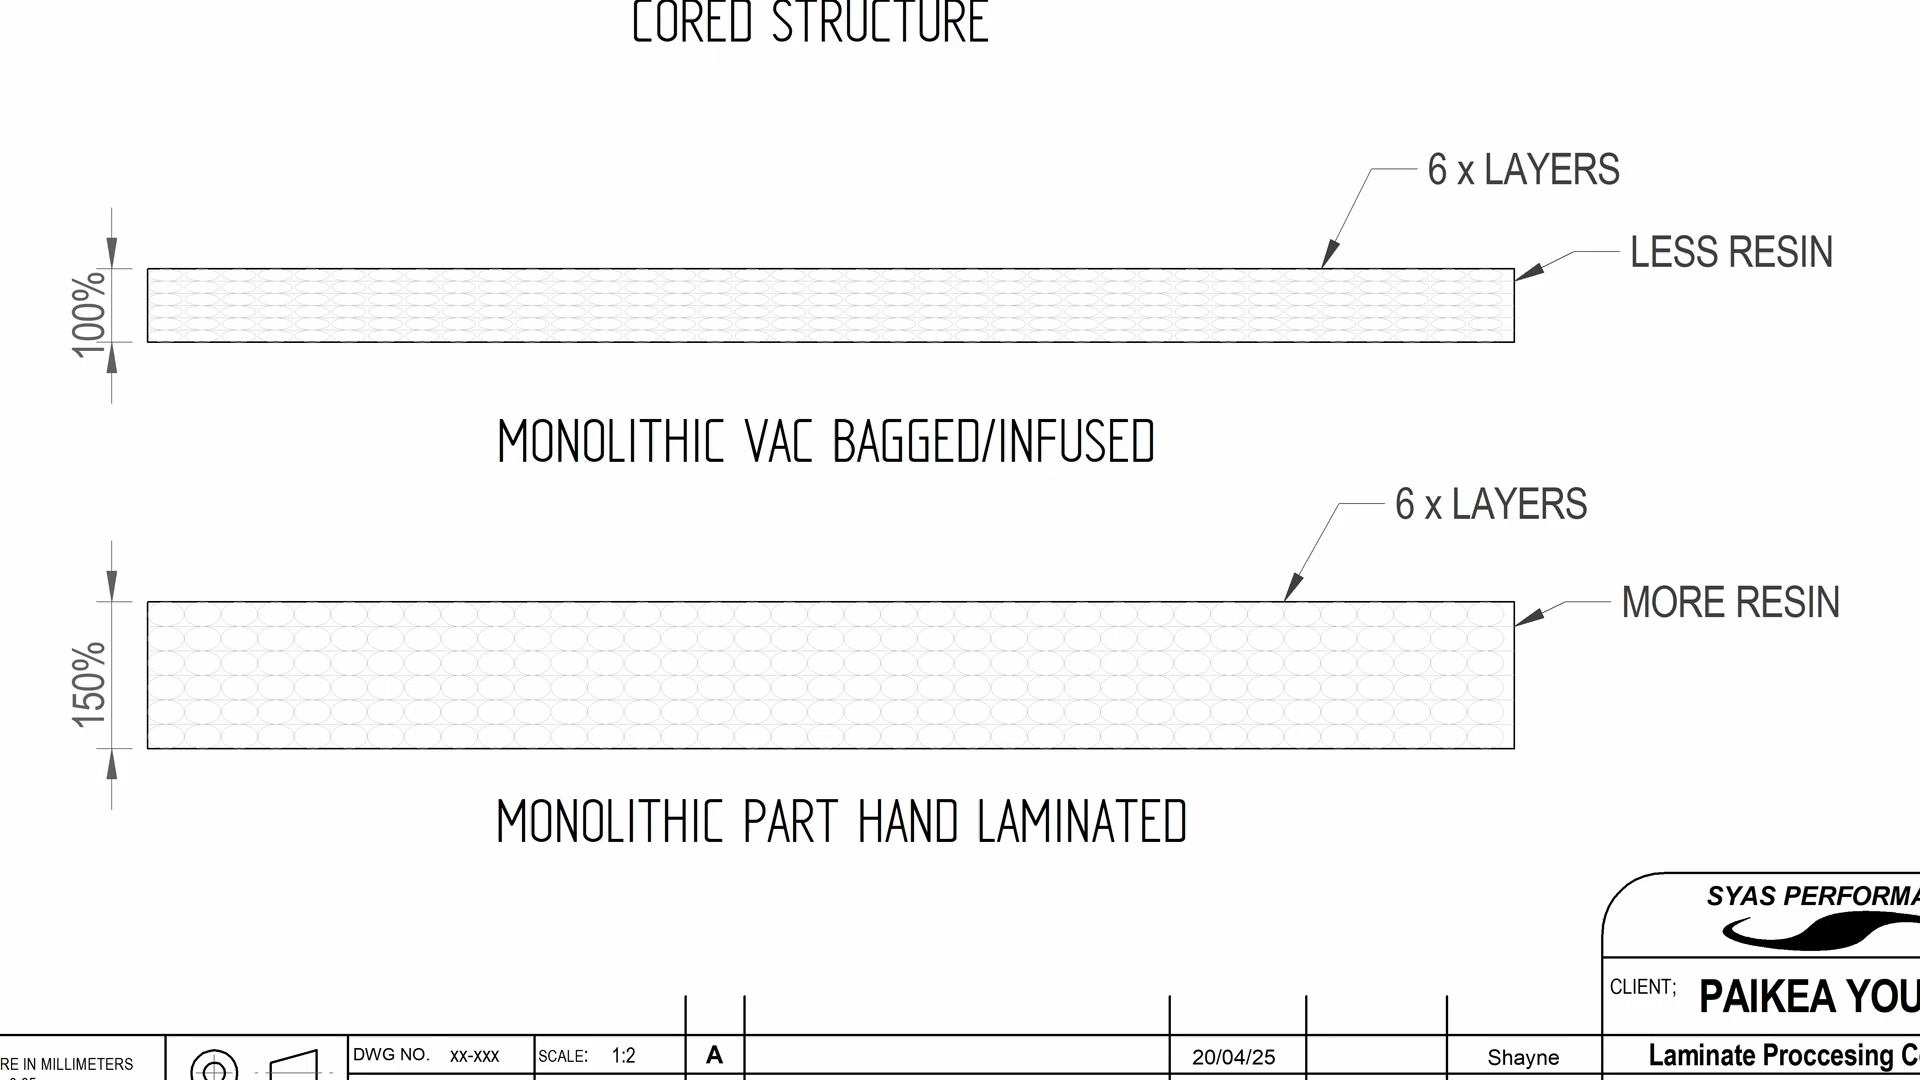 CORED STRUCTURE
6 x LAYERS
LESS RESIN
100%
MONOLITHIC VAC BAGGED/INFUSED
6 x LAYERS
MORE RESIN
150%
MONOLITHIC PART HAND LAMINATED
SYAS PERFORMA
CLIENT; PAIKEA YOU
RE IN MILLIMETERS
DWG NO. xx-xxx
SCALE: 1:2
A
20/04/25
Shayne
Laminate Proccesing C